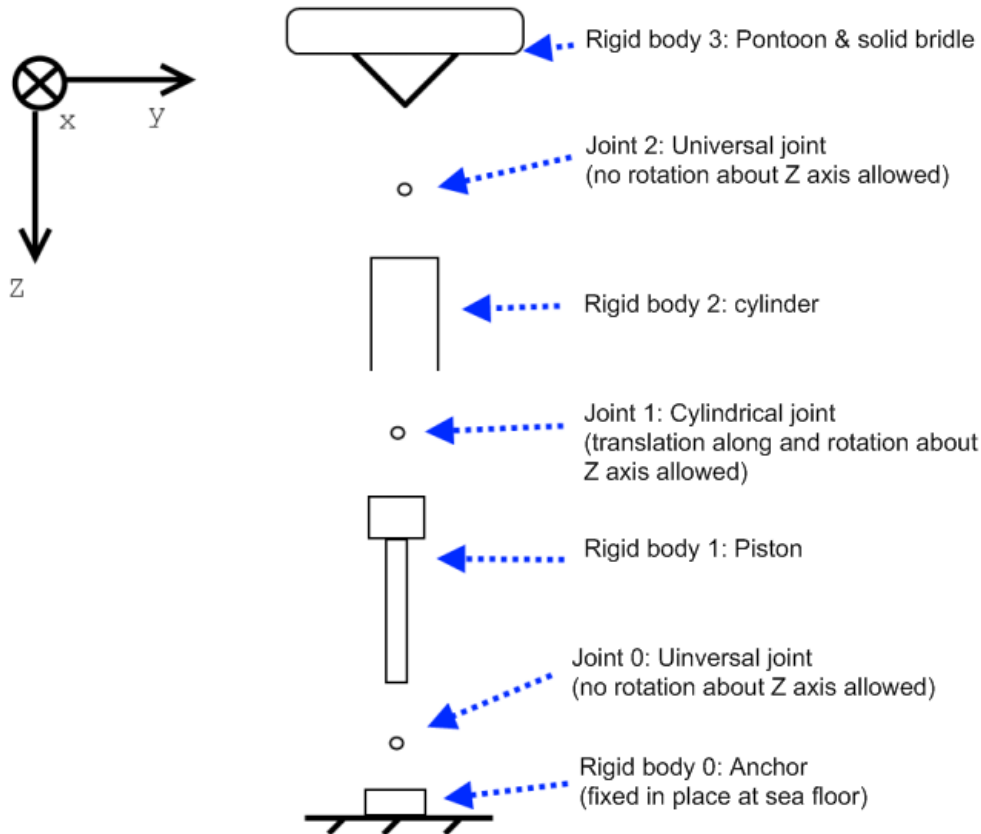 Rigid body 3: Pontoon & solid bridle
x
y
Joint 2: Universal joint
(no rotation about Z axis allowed)
Z
Rigid body 2: cylinder
Joint 1: Cylindrical joint
(translation along and rotation about
Z axis allowed)
Rigid body 1: Piston
Joint 0: Uinversal joint
(no rotation about Z axis allowed)
Rigid body 0: Anchor
(fixed in place at sea floor)